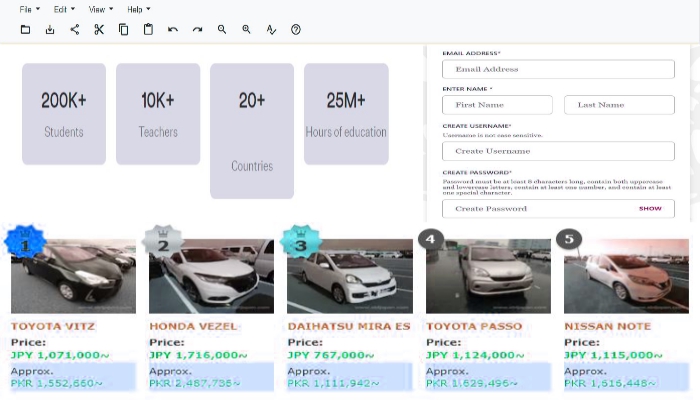 File Edit View Help
200K+
Students
10K+
Teachers
20+
Countries
25M+
Hours of education
EMAIL ADDRESS*
Email Address
ENTER NAME *
First Name Last Name
CREATE USERNAME*
Username is not case sensitive.
Create Username
CREATE PASSWORD*
Password must be at least 8 characters long, contain both uppercase
and lowercase letters, contain at least one number, and contain at least
one special character.
Create Password SHOW
1 2 3 4 5
TOYOTA VITZ HONDA VEZEL DAIHATSU MIRA ES TOYOTA PASSO NISSAN NOTE
Price: Price: Price: Price: Price:
JPY 1,071,000~ JPY 1,716,000~ JPY 767,000~ JPY 1,124,000~ JPY 1,115,000~
Approx. Approx. Approx. Approx. Approx.
PKR 1,552,660~ PKR 2,487,736~ PKR 1,111,942~ PKR 1,629,496~ PKR 1,616,448~